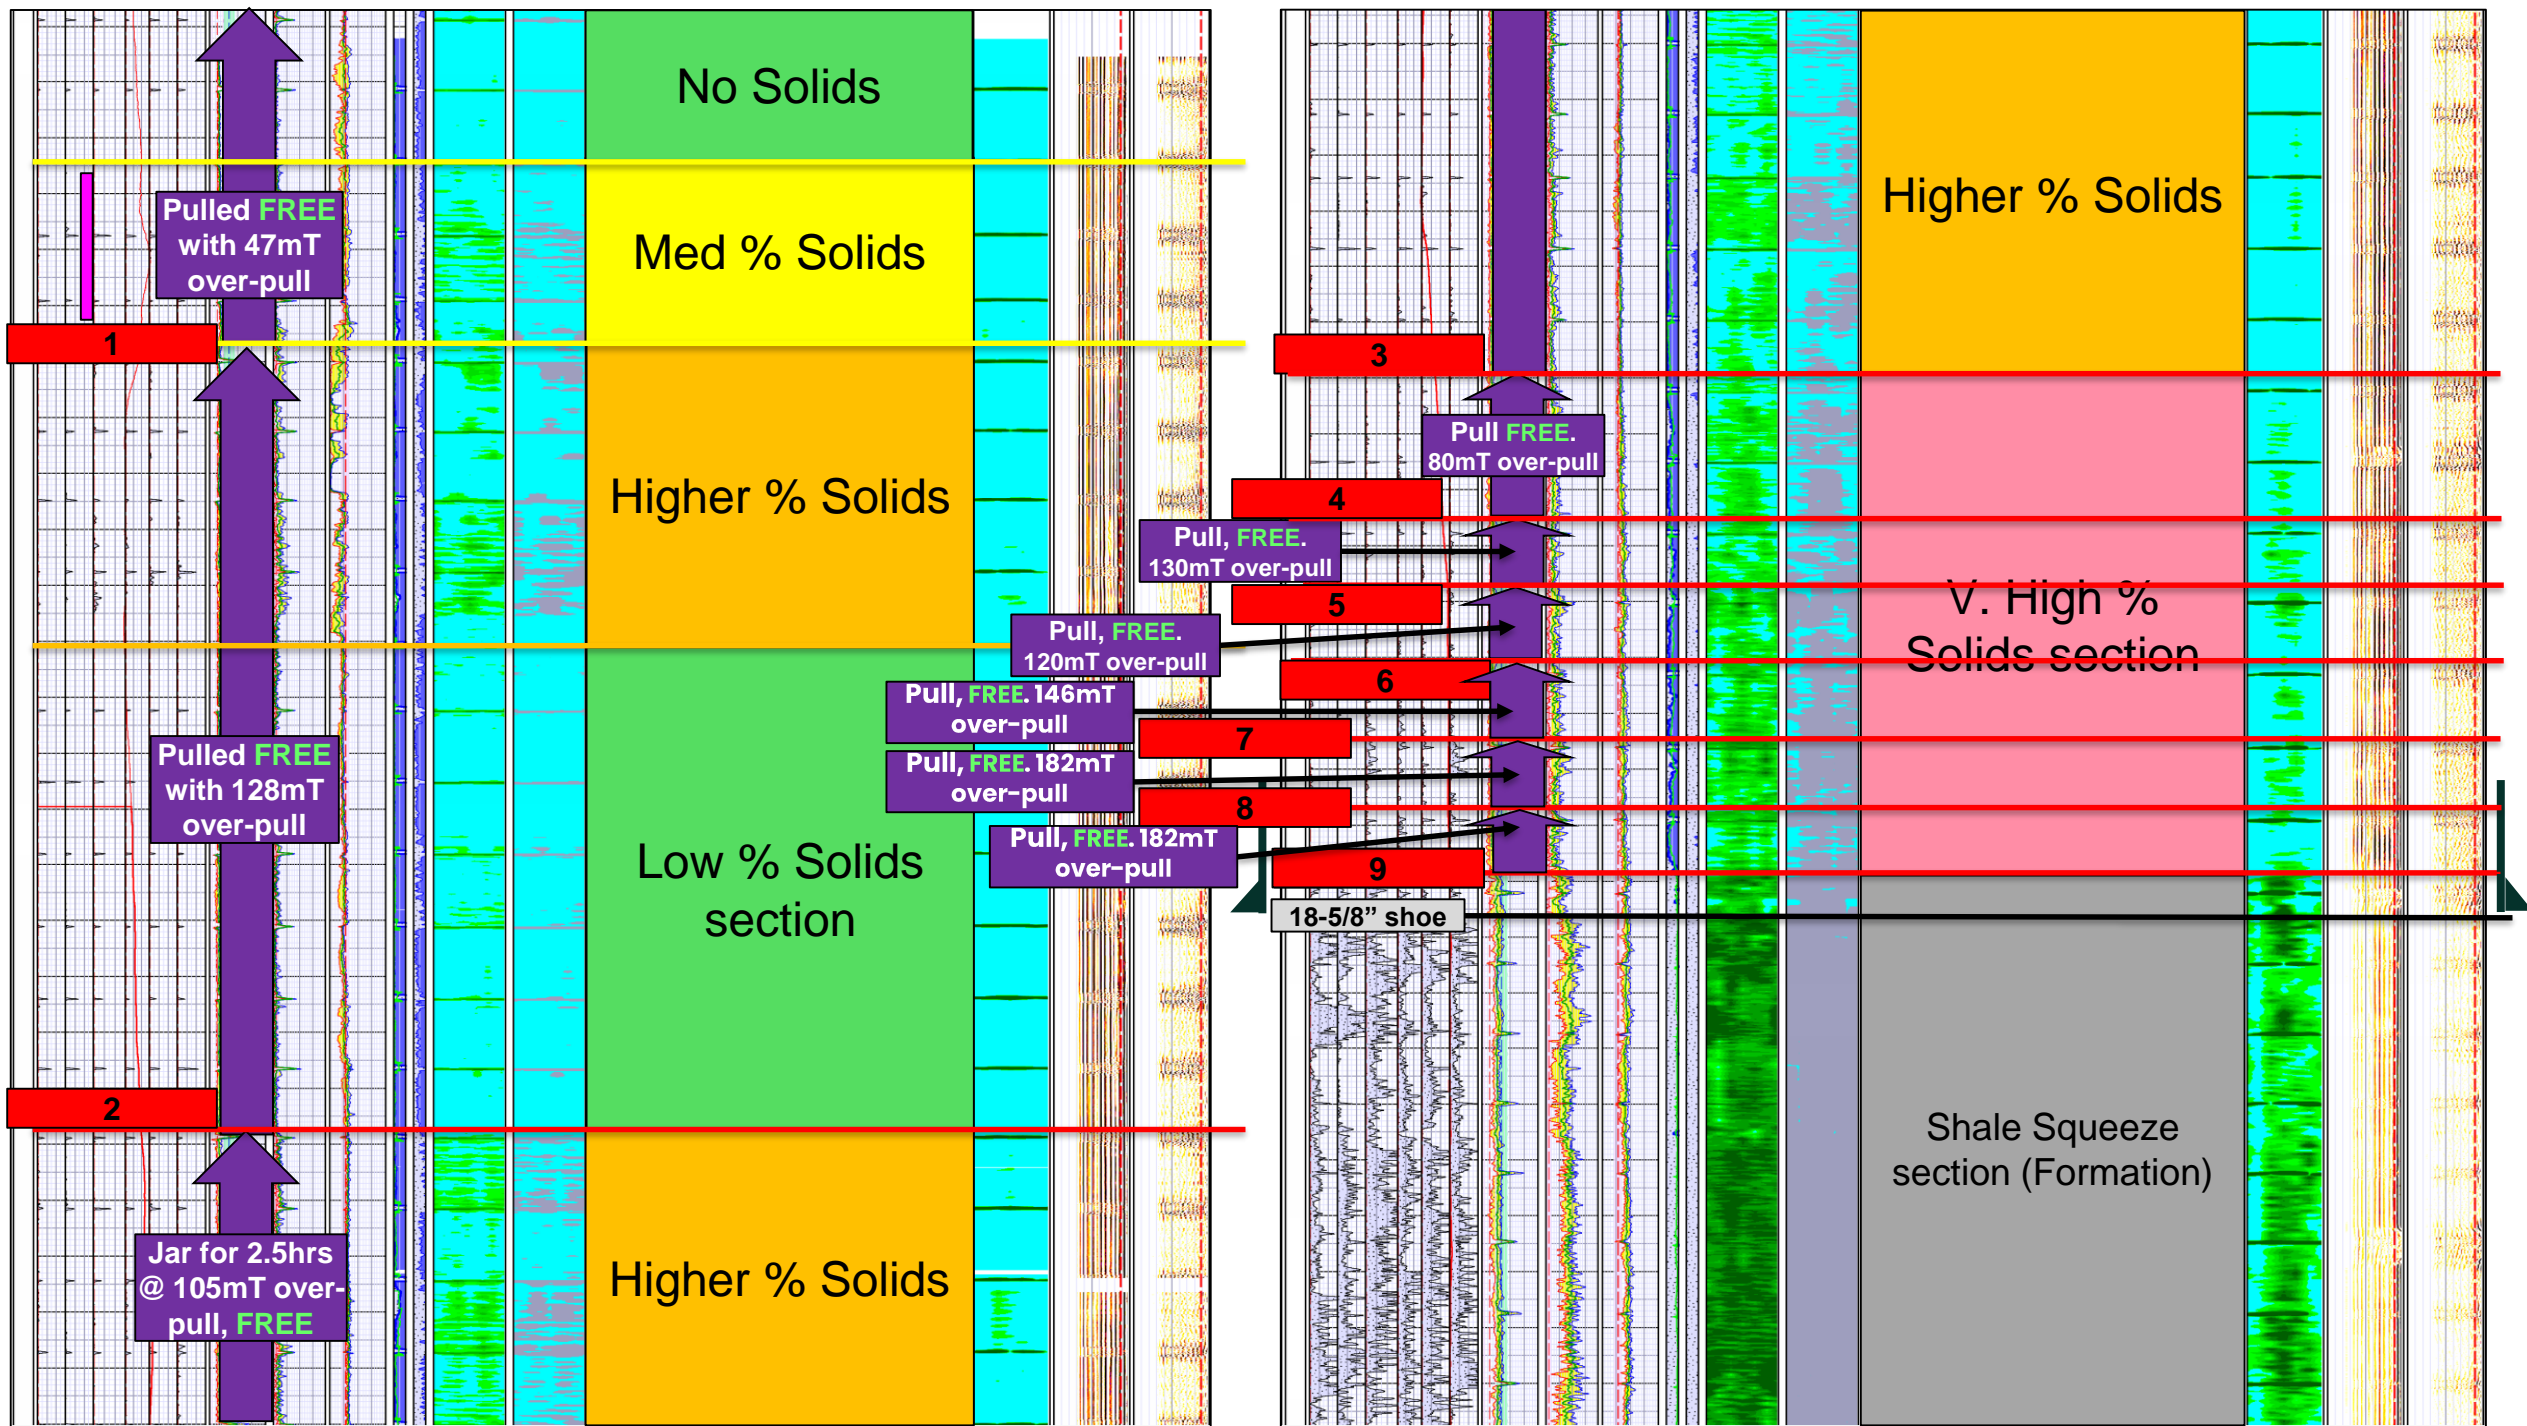 No Solids
Pulled FREE
with 47mT
over-pull
Med % Solids
1
Higher % Solids
Pulled FREE
with 128mT
over-pull
Low % Solids
section
2
Jar for 2.5hrs
@ 105mT over-
pull, FREE
Higher % Solids
Higher % Solids
3
Pull FREE.
80mT over-pull
4
Pull, FREE.
130mT over-pull
5
V. High %
Solids section
Pull, FREE.
120mT over-pull
6
Pull, FREE. 146mT
over-pull
7
Pull, FREE. 182mT
over-pull
8
Pull, FREE. 182mT
over-pull
9
18-5/8” shoe
Shale Squeeze
section (Formation)